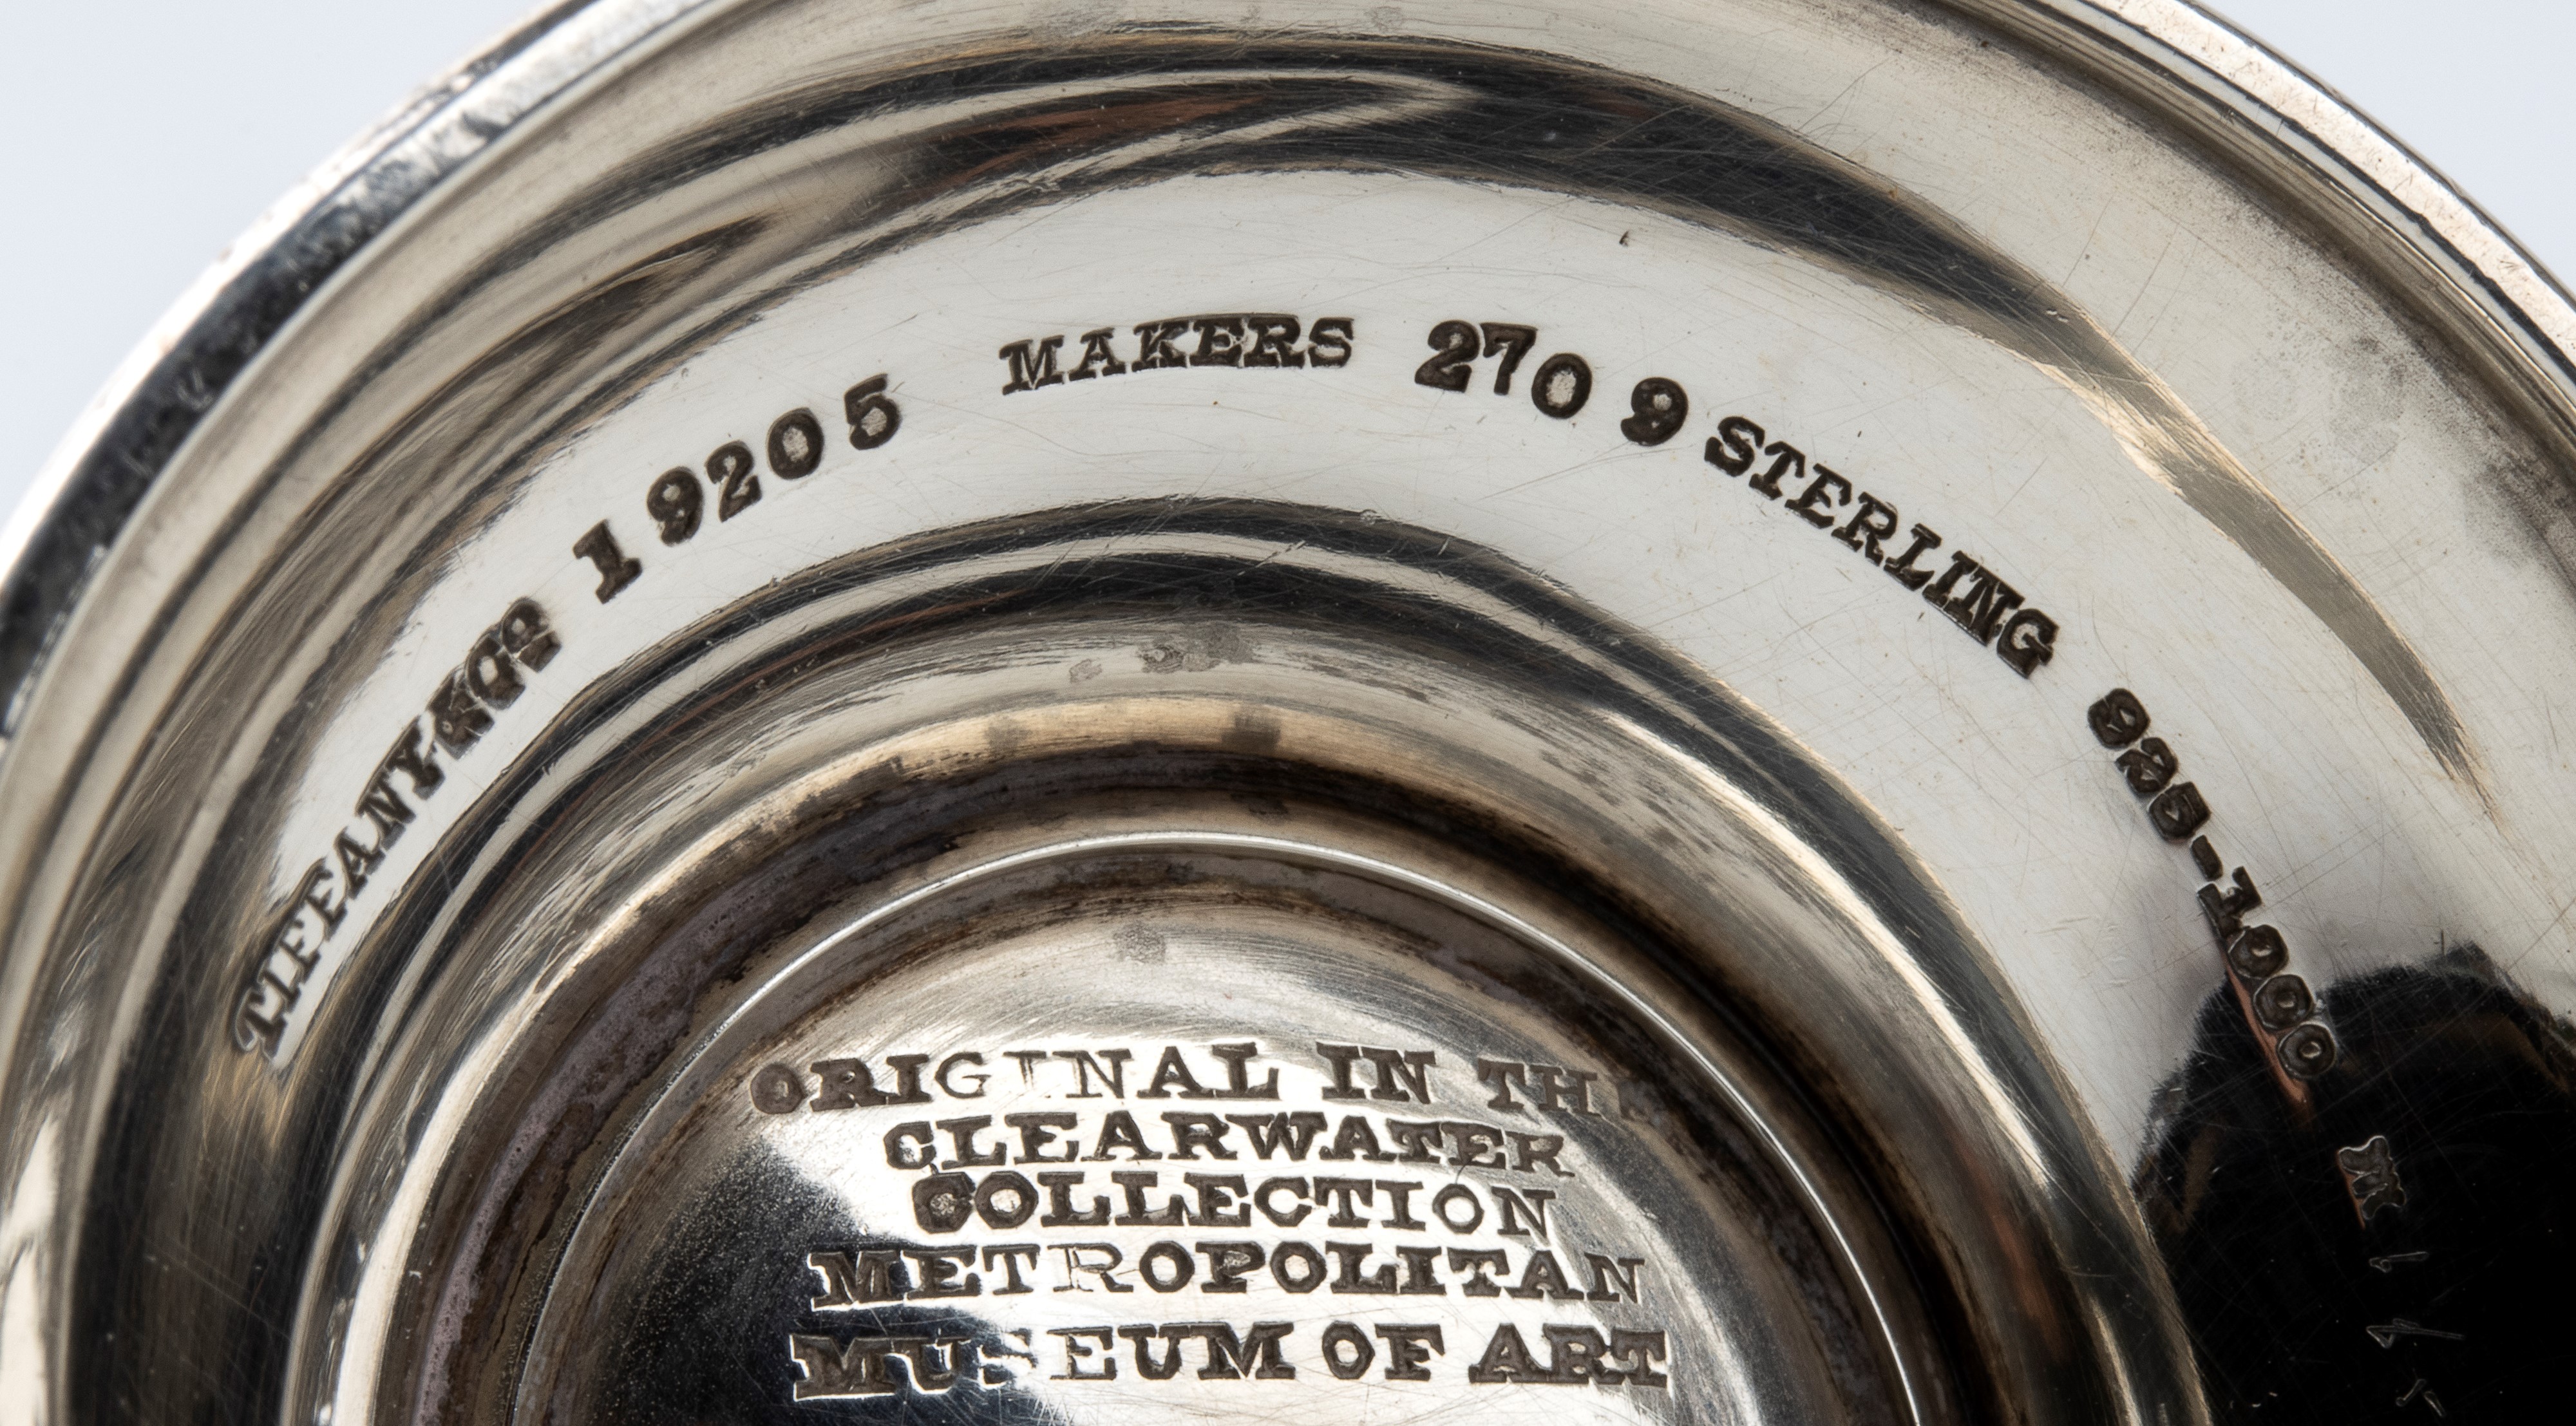 TIFFANY & Co 19205 MAKERS 2709 STERLING 925-1000 M
ORIGINAL IN THE
CLEARWATER
COLLECTION
METROPOLITAN
MUSEUM OF ART